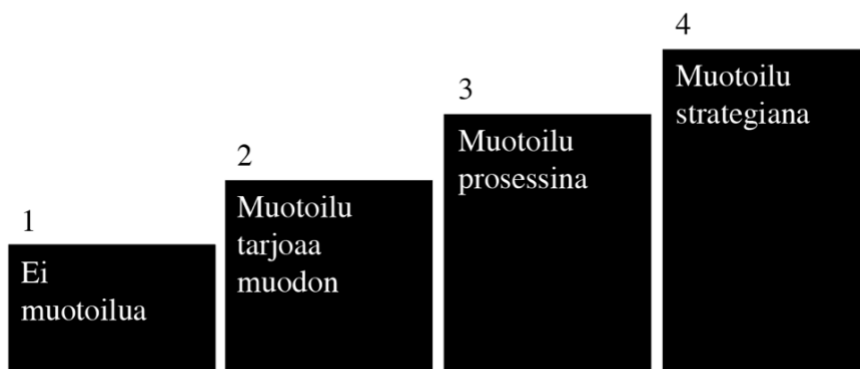 1
Ei
muotoilua
2
Muotoilu
tarjoaa
muodon
3
Muotoilu
prosessina
4
Muotoilu
strategiana